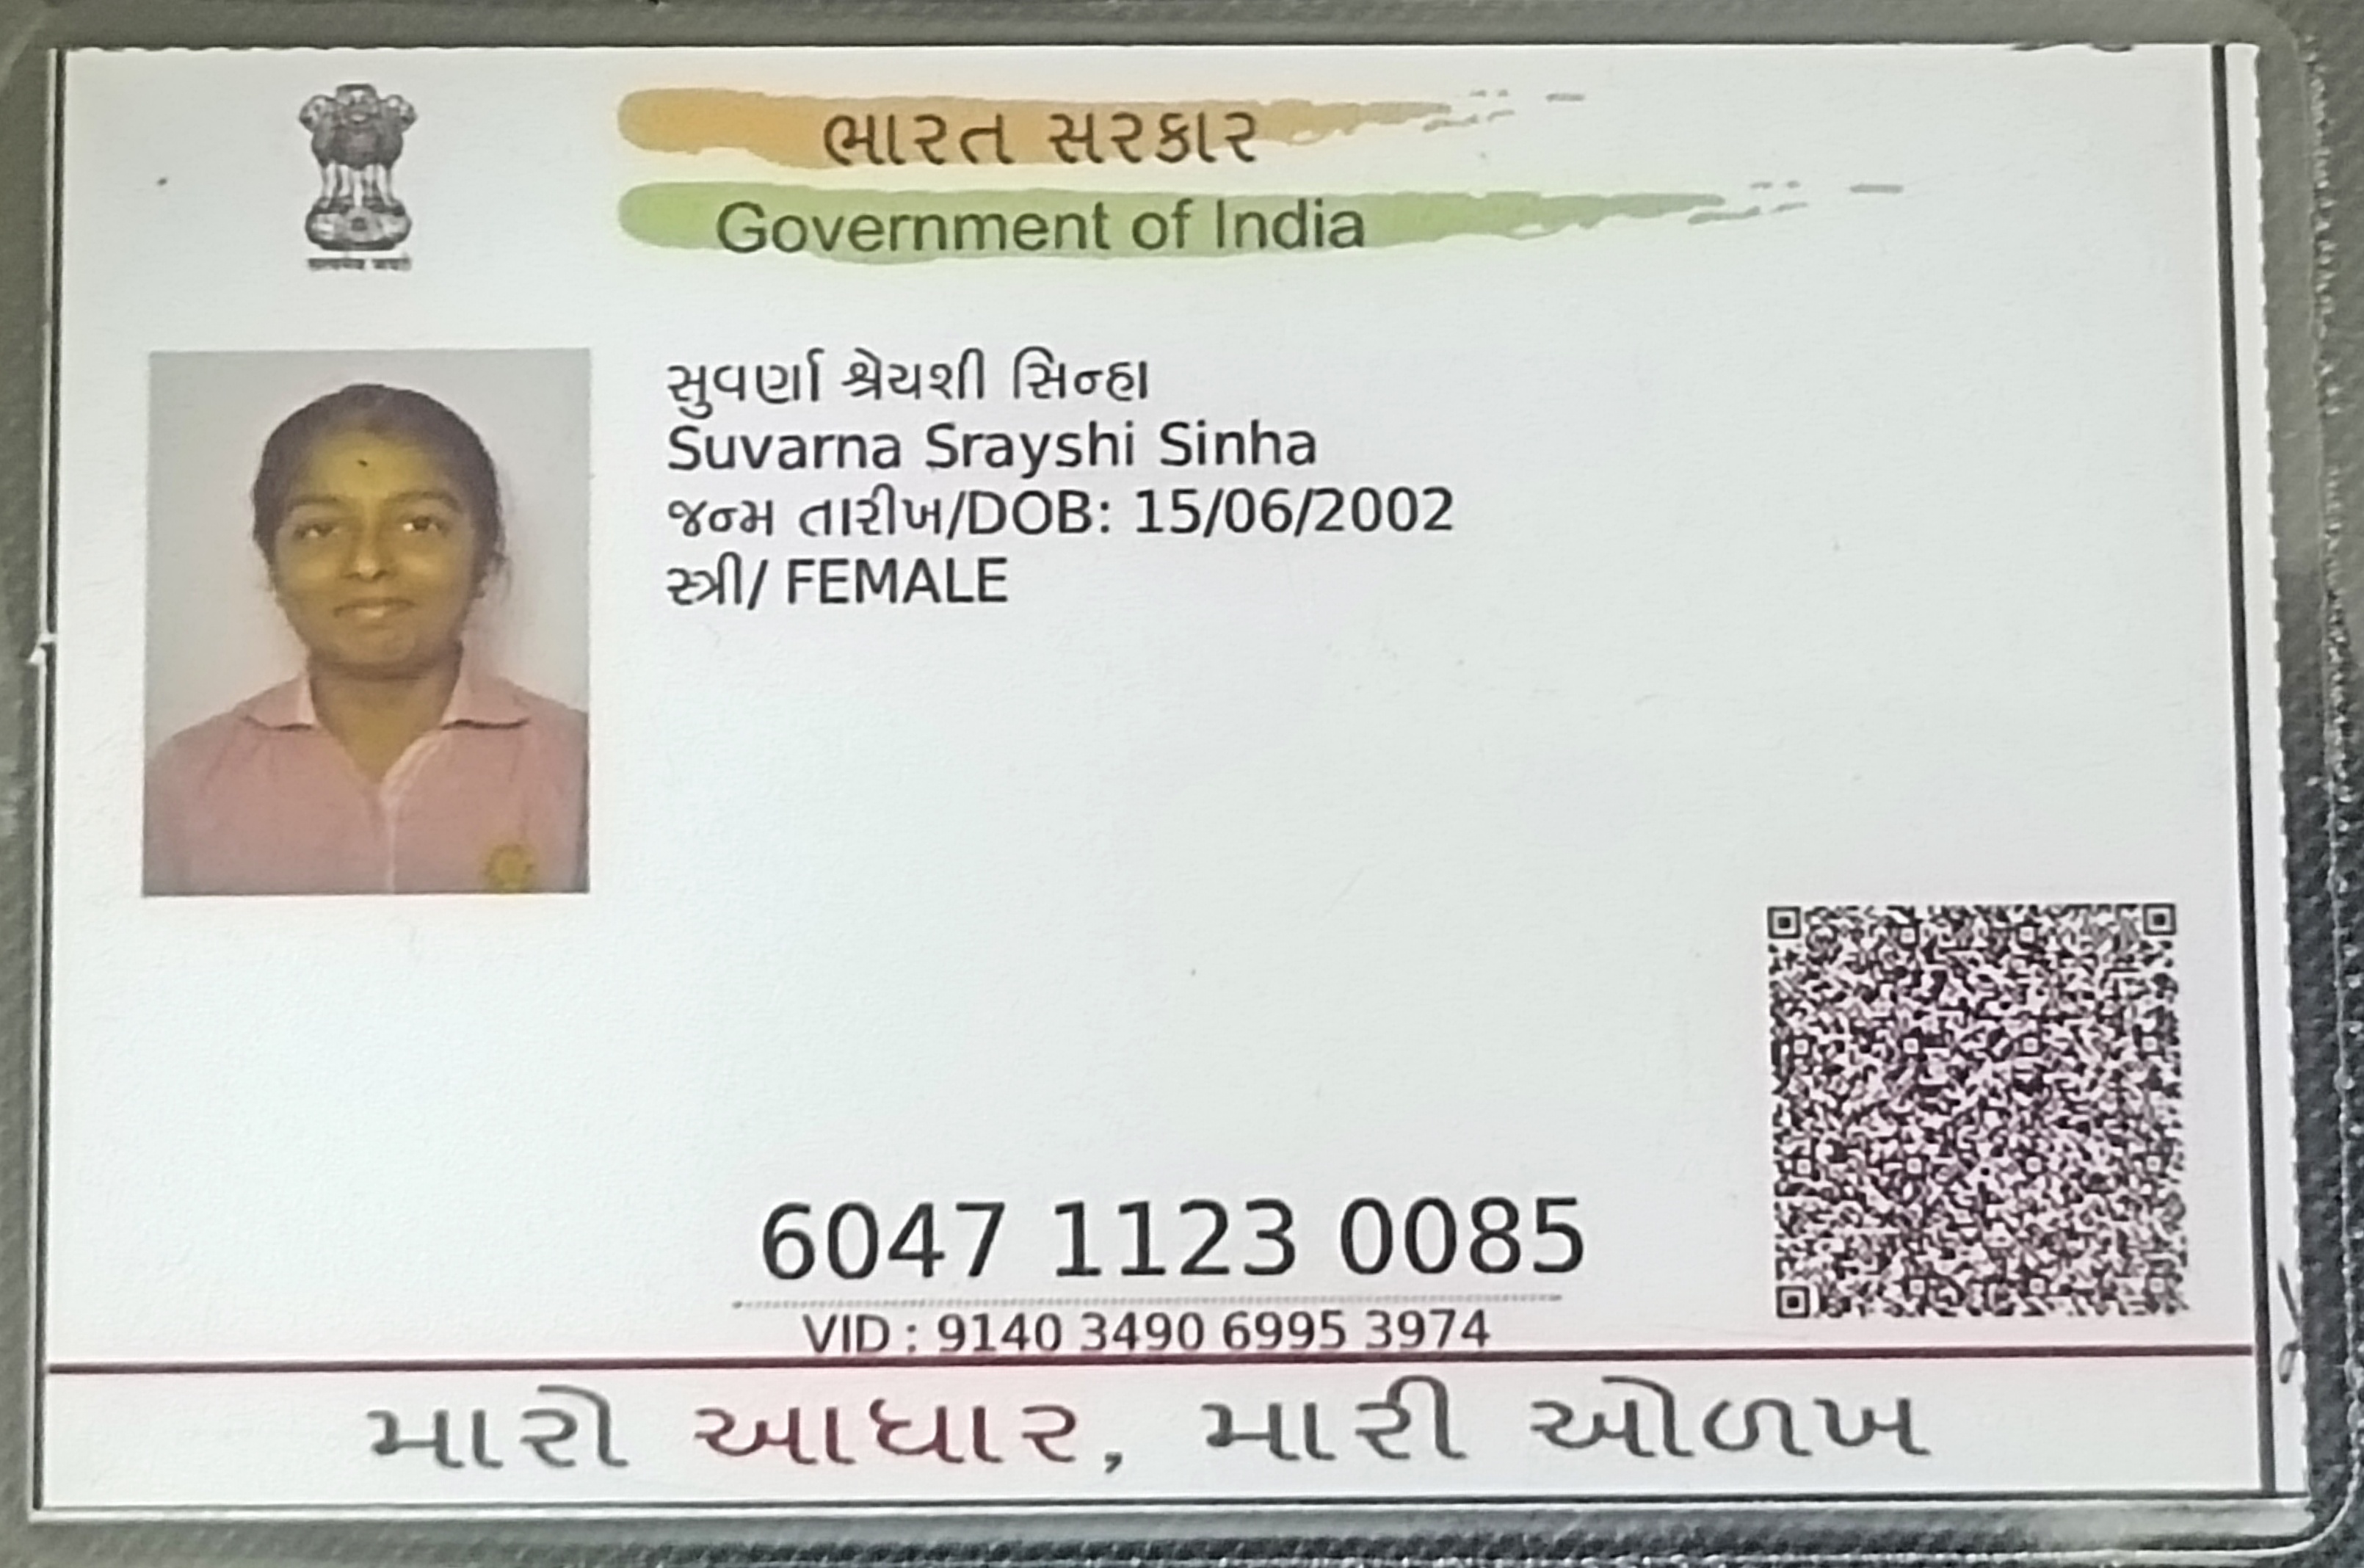 ભારત સરકાર
Government of India
સુવર્ણા શ્રેયશી સિન્હા
Suvarna Srayshi Sinha
જન્મ તારીખ/DOB: 15/06/2002
સ્ત્રી/ FEMALE
6047 1123 0085
VID : 9140 3490 6995 3974
મારો આધાર, મારી ઓળખ